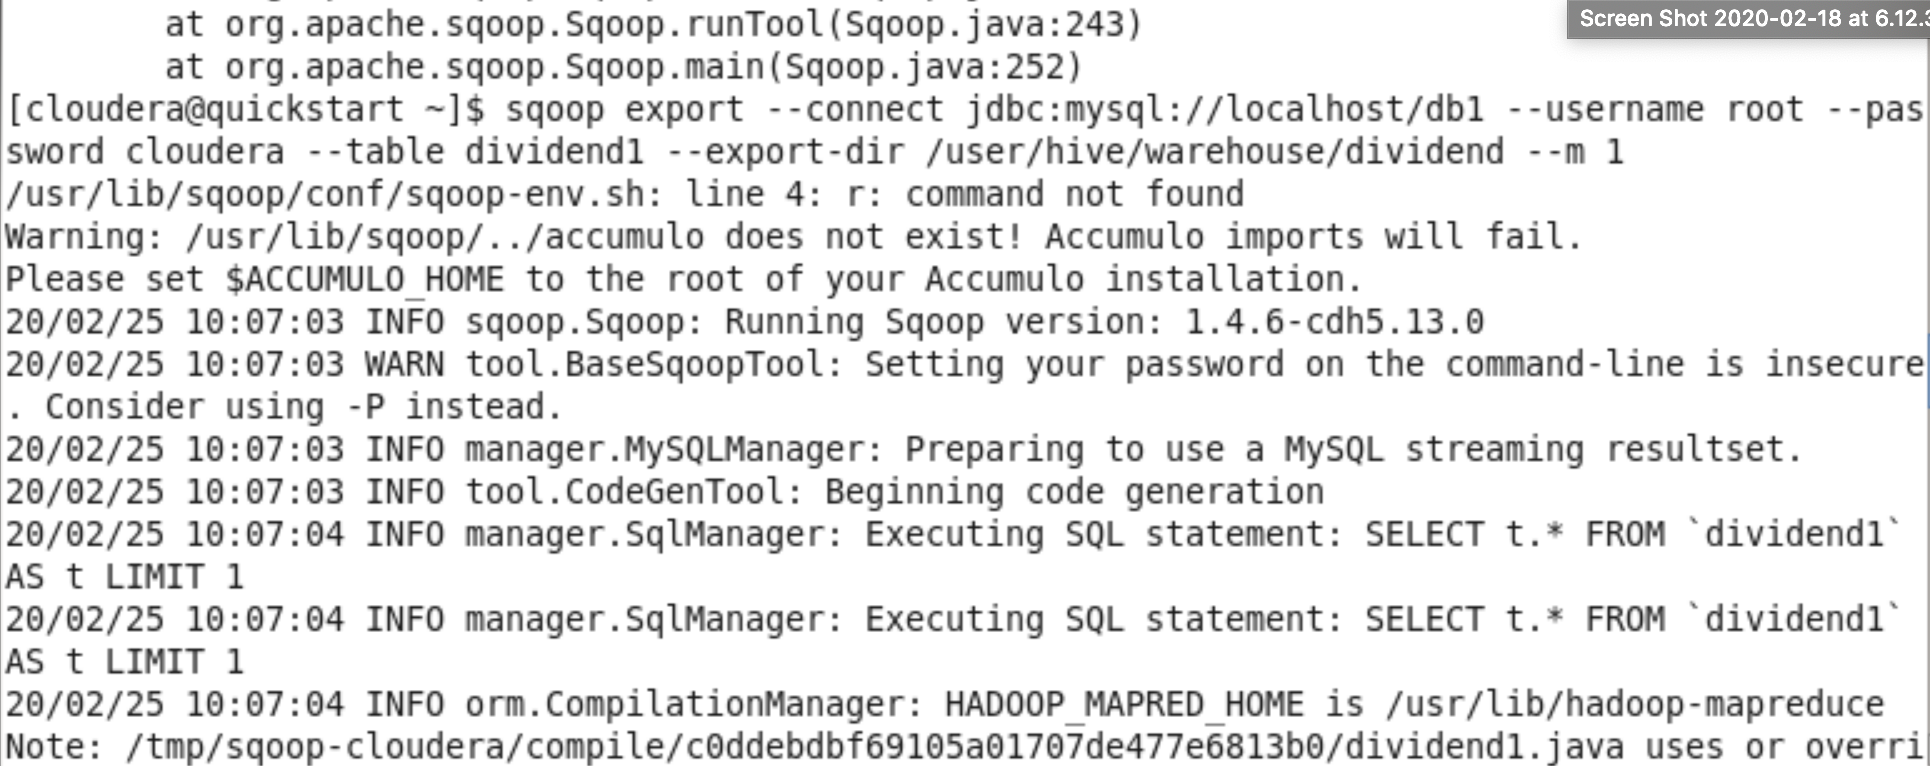 at org.apache.sqoop.Sqoop.runTool(Sqoop.java:243)
Screen Shot 2020-02-18 at 6.12.3
at org.apache.sqoop.Sqoop.main(Sqoop.java:252)
[cloudera@quickstart ~]$ sqoop export --connect jdbc:mysql://localhost/db1 --username root --pas
sword cloudera --table dividend1 --export-dir /user/hive/warehouse/dividend --m 1
/usr/lib/sqoop/conf/sqoop-env.sh: line 4: r: command not found
Warning: /usr/lib/sqoop/../accumulo does not exist! Accumulo imports will fail.
Please set $ACCUMULO_HOME to the root of your Accumulo installation.
20/02/25 10:07:03 INFO sqoop.Sqoop: Running Sqoop version: 1.4.6-cdh5.13.0
20/02/25 10:07:03 WARN tool.BaseSqoopTool: Setting your password on the command-line is insecure
. Consider using -P instead.
20/02/25 10:07:03 INFO manager.MySQLManager: Preparing to use a MySQL streaming resultset.
20/02/25 10:07:03 INFO tool.CodeGenTool: Beginning code generation
20/02/25 10:07:04 INFO manager.SqlManager: Executing SQL statement: SELECT t.* FROM `dividend1`
AS t LIMIT 1
20/02/25 10:07:04 INFO manager.SqlManager: Executing SQL statement: SELECT t.* FROM `dividend1`
AS t LIMIT 1
20/02/25 10:07:04 INFO orm.CompilationManager: HADOOP_MAPRED_HOME is /usr/lib/hadoop-mapreduce
Note: /tmp/sqoop-cloudera/compile/c0ddebdbf69105a01707de477e6813b0/dividend1.java uses or overri